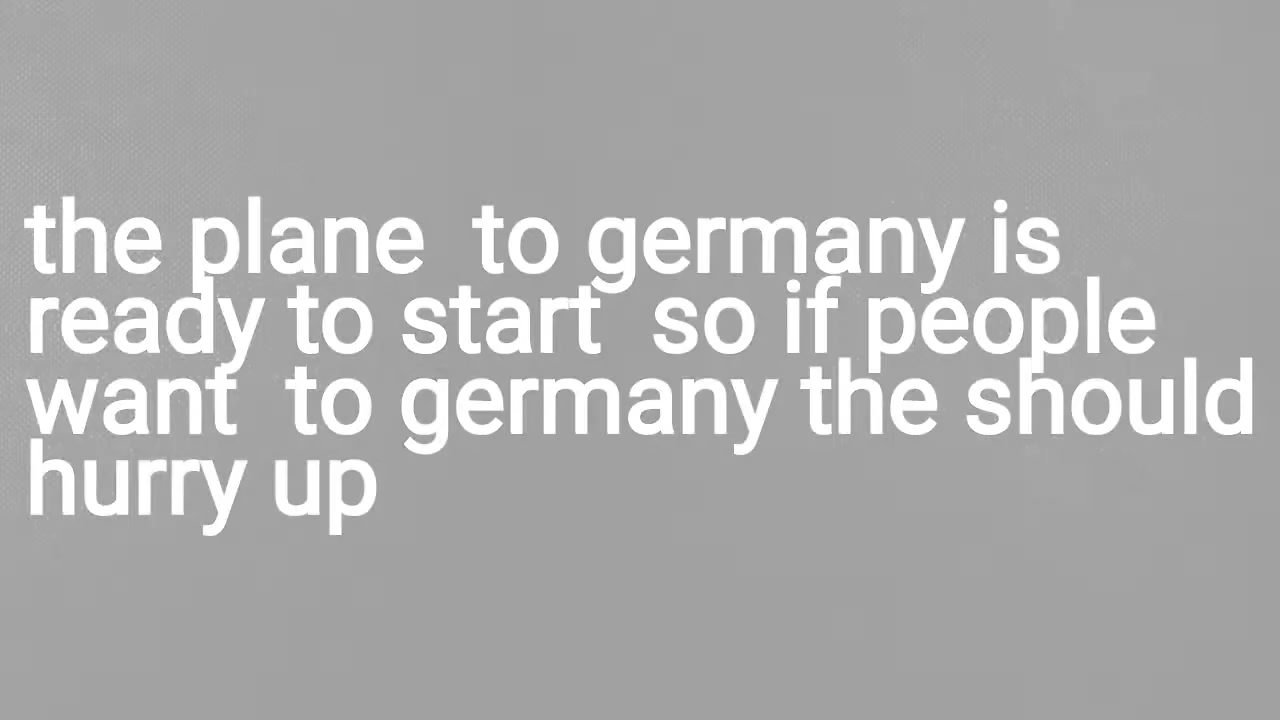 the plane  to germany is
ready to start  so if people
want  to germany the should
hurry up